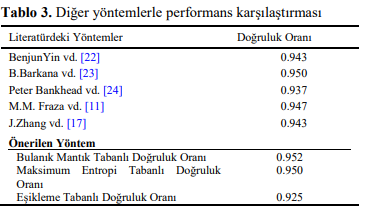 Tablo 3. Diğer yöntemlerle performans karşılaştırması
Literatürdeki Yöntemler Doğruluk Oranı
BenjunYin vd. [22] 0.943
B.Barkana vd. [23] 0.950
Peter Bankhead vd. [24] 0.937
M.M. Fraza vd. [11] 0.947
J.Zhang vd. [17] 0.943
Önerilen Yöntem
Bulanık Mantık Tabanlı Doğruluk Oranı 0.952
Maksimum Entropi Tabanlı Doğruluk 0.950
Oranı
Eşikleme Tabanlı Doğruluk Oranı 0.925